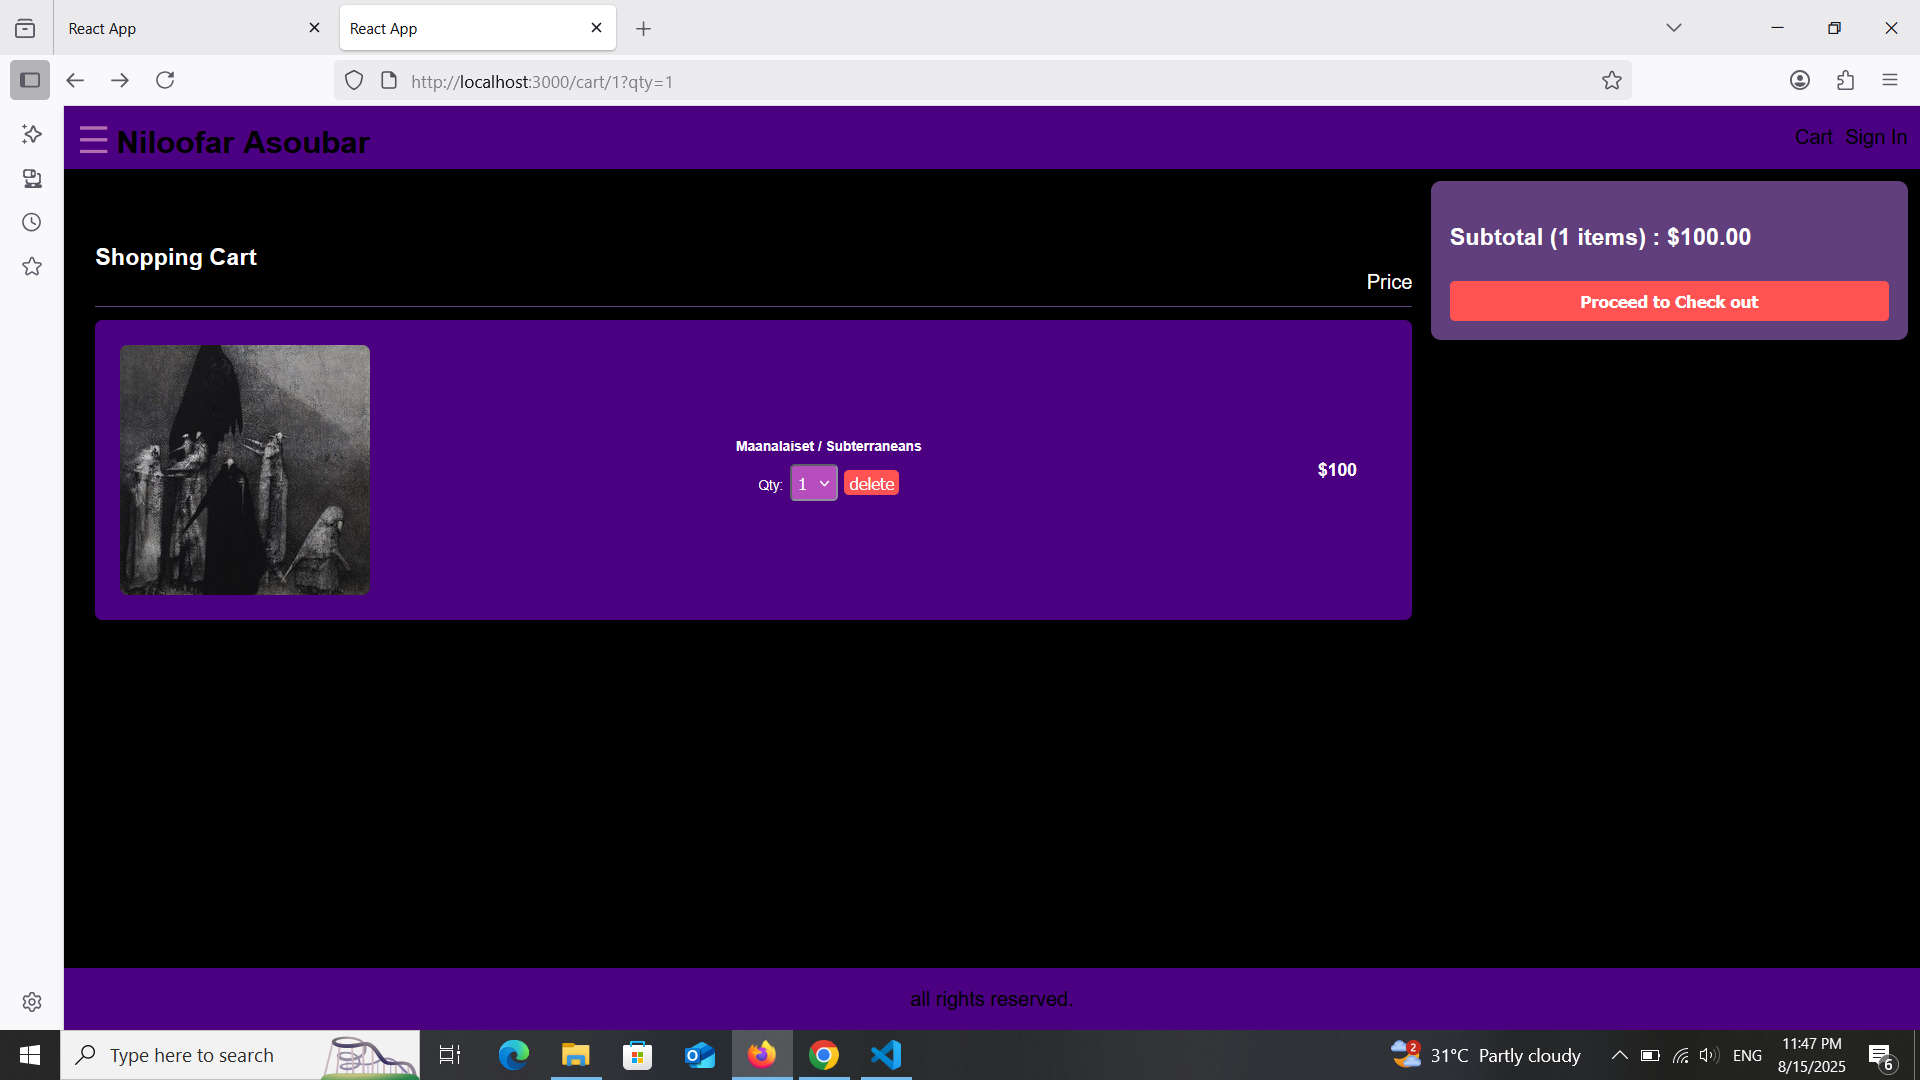 React App
React App
http://localhost:3000/cart/1?qty=1
☰ Niloofar Asoubar
Cart Sign In
Shopping Cart
Price
Subtotal (1 items) : $100.00
Proceed to Check out
Maanalaiset / Subterraneans
Qty: 1 delete
$100
all rights reserved.
Type here to search
2
31°C Partly cloudy
ENG
11:47 PM
8/15/2025
6